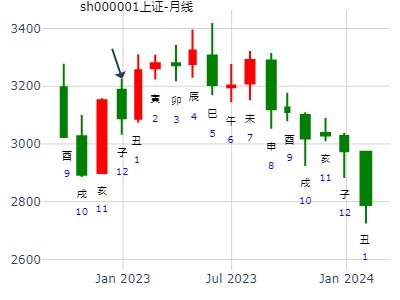 sh000001上证-月线
3400
3200
3000
2800
2600
酉
9
戌
10
亥
11
子
12
丑
1
寅
2
卯
3
辰
4
巳
5
午
6
未
7
申
8
酉
9
戌
10
亥
11
子
12
丑
1
Jan 2023
Jul 2023
Jan 2024